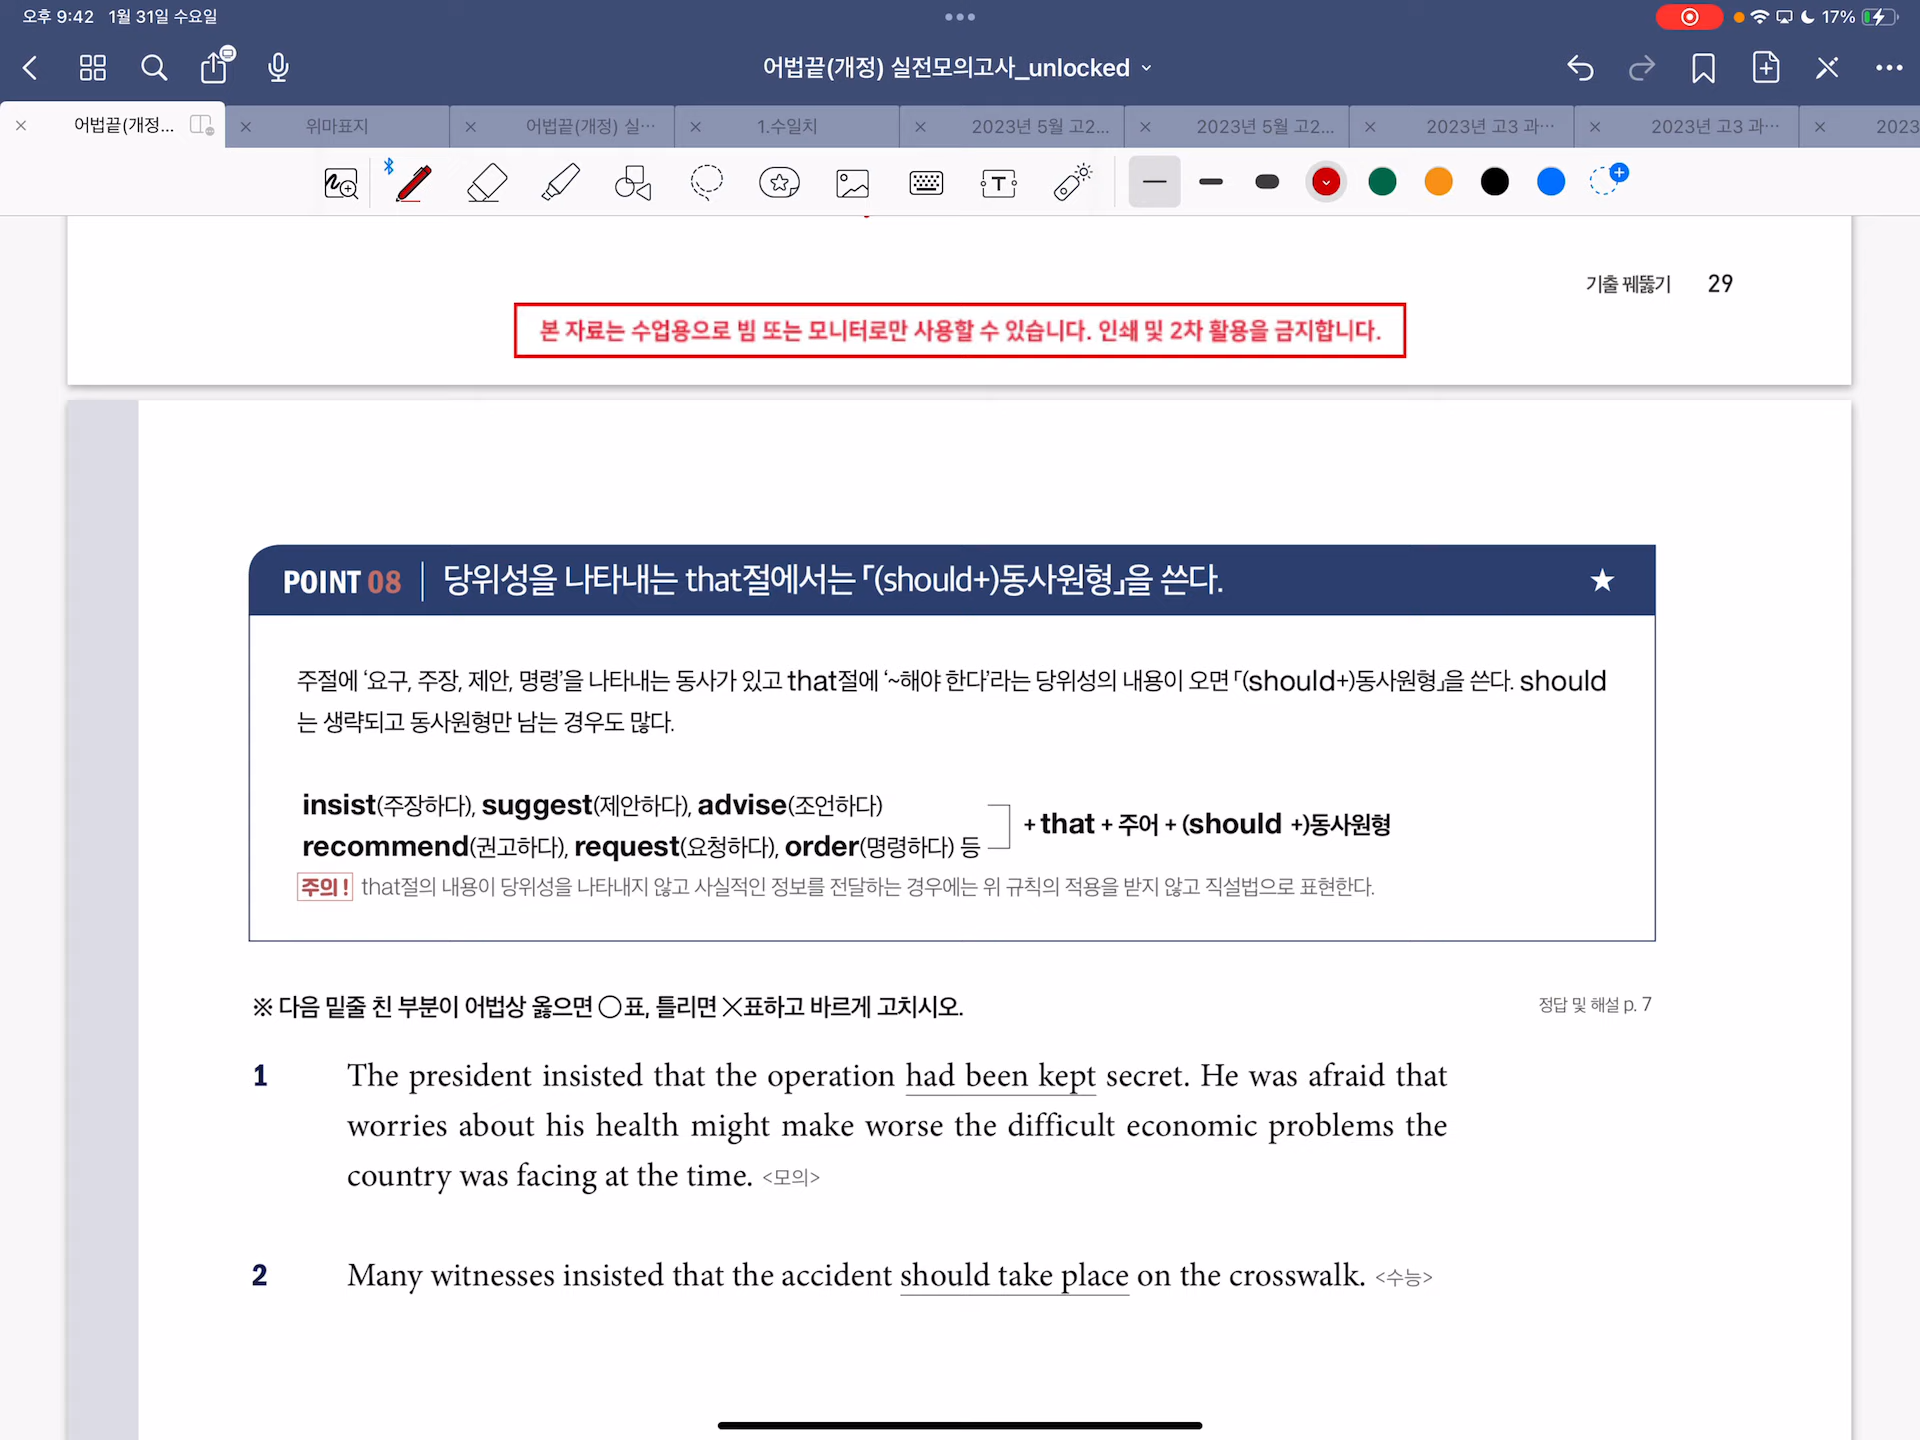 오후 9:42 1월 31일 수요일
17%
어법끝(개정) 실전모의고사_unlocked
어법끝(개정...
위마표지
어법끝(개정) 실...
1.수일치
2023년 5월 고2...
2023년 5월 고2...
2023년 고3 과...
2023년 고3 과...
2023
기출 꿰뚫기 29
본 자료는 수업용으로 빔 또는 모니터로만 사용할 수 있습니다. 인쇄 및 2차 활용을 금지합니다.
POINT 08 당위성을 나타내는 that절에서는 「(should+)동사원형」을 쓴다. ★
주절에 ‘요구, 주장, 제안, 명령’을 나타내는 동사가 있고 that절에 ‘~해야 한다’라는 당위성의 내용이 오면 「(should+)동사원형」을 쓴다. should
는 생략되고 동사원형만 남는 경우도 많다.
insist(주장하다), suggest(제안하다), advise(조언하다)
recommend(권고하다), request(요청하다), order(명령하다) 등
+ that + 주어 + (should +)동사원형
주의! that절의 내용이 당위성을 나타내지 않고 사실적인 정보를 전달하는 경우에는 위 규칙의 적용을 받지 않고 직설법으로 표현한다.
※ 다음 밑줄 친 부분이 어법상 옳으면 ○표, 틀리면 ×표하고 바르게 고치시오.
정답 및 해설 p. 7
1 The president insisted that the operation had been kept secret. He was afraid that
worries about his health might make worse the difficult economic problems the
country was facing at the time. <모의>
2 Many witnesses insisted that the accident should take place on the crosswalk. <수능>